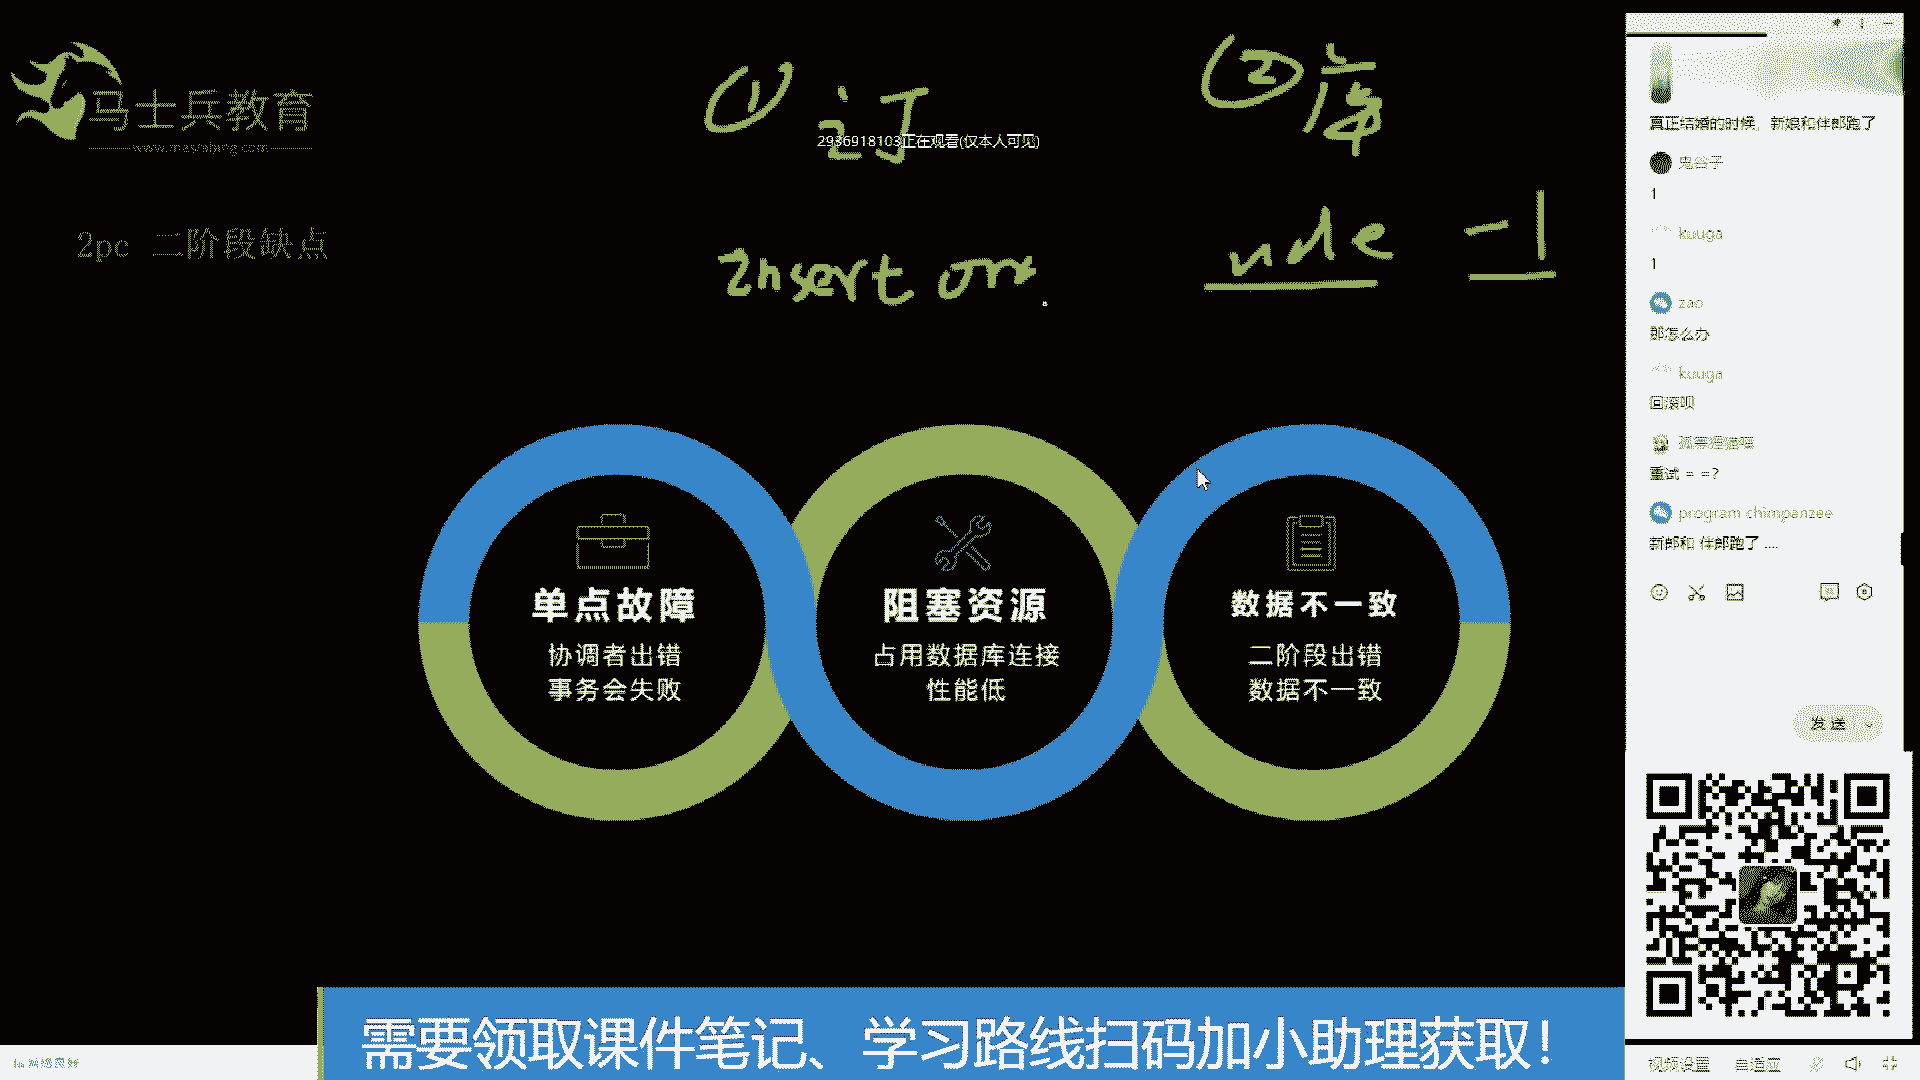 马士兵教育
www.mashibing.com
2pc 二阶段缺点
① 订
2936918103正在观看(仅本人可见)
② 库
Insert
-1
单点故障
协调者出错
事务会失败
阻塞资源
占用数据库连接
性能低
数据不一致
二阶段出错
数据不一致
需要领取课件笔记、学习路线扫码加小助理获取!
真正结婚的时候，新娘和伴郎跑了
鬼谷子
1
kuuga
1
zao
那怎么办
kuuga
回滚呗
重试 = =?
program chimpanzee
新郎和 伴郎跑了 ....
发送
网络良好
视频设置
自适应